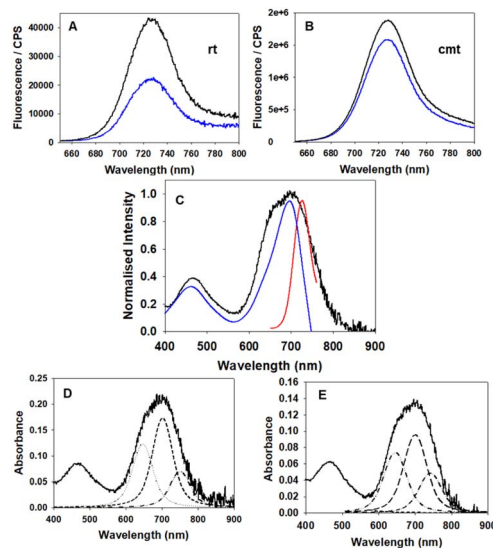 A
rt
Fluorescence / CPS
40000
30000
20000
10000
0
660 680 700 720 740 760 780 800
Wavelength (nm)
B
cmt
Fluorescence / CPS
2e+6
2e+6
1e+6
5e+5
0
660 680 700 720 740 760 780 800
Wavelength (nm)
C
Normalised Intensity
1.0
0.8
0.6
0.4
0.2
0.0
400 500 600 700 800 900
Wavelength (nm)
D
Absorbance
0.25
0.20
0.15
0.10
0.05
0.00
400 500 600 700 800 900
Wavelength (nm)
E
Absorbance
0.16
0.14
0.12
0.10
0.08
0.06
0.04
0.02
0.00
400 500 600 700 800 900
Wavelength (nm)